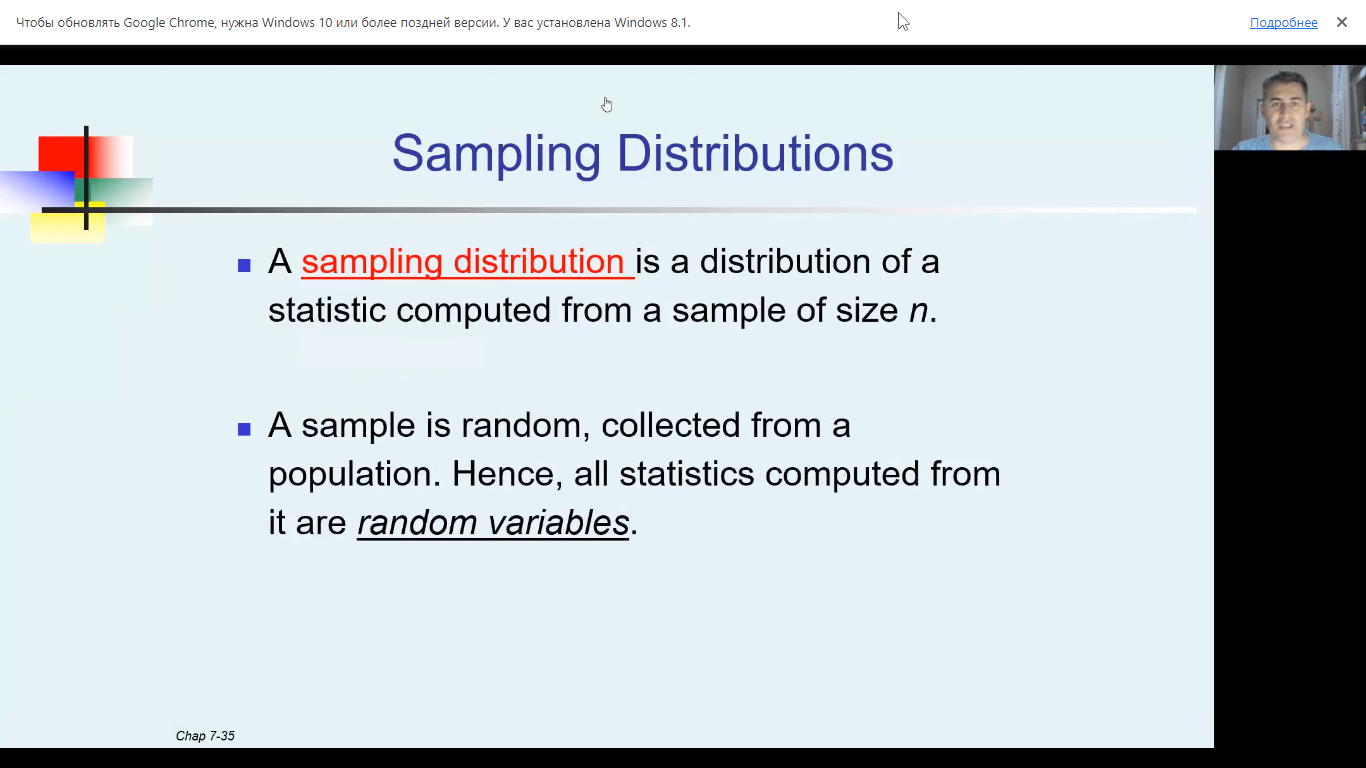 Чтобы обновлять Google Chrome, нужна Windows 10 или более поздней версии. У вас установлена Windows 8.1.
Подробнее
Sampling Distributions
A sampling distribution is a distribution of a
statistic computed from a sample of size n.
A sample is random, collected from a
population. Hence, all statistics computed from
it are random variables.
Chap 7-35